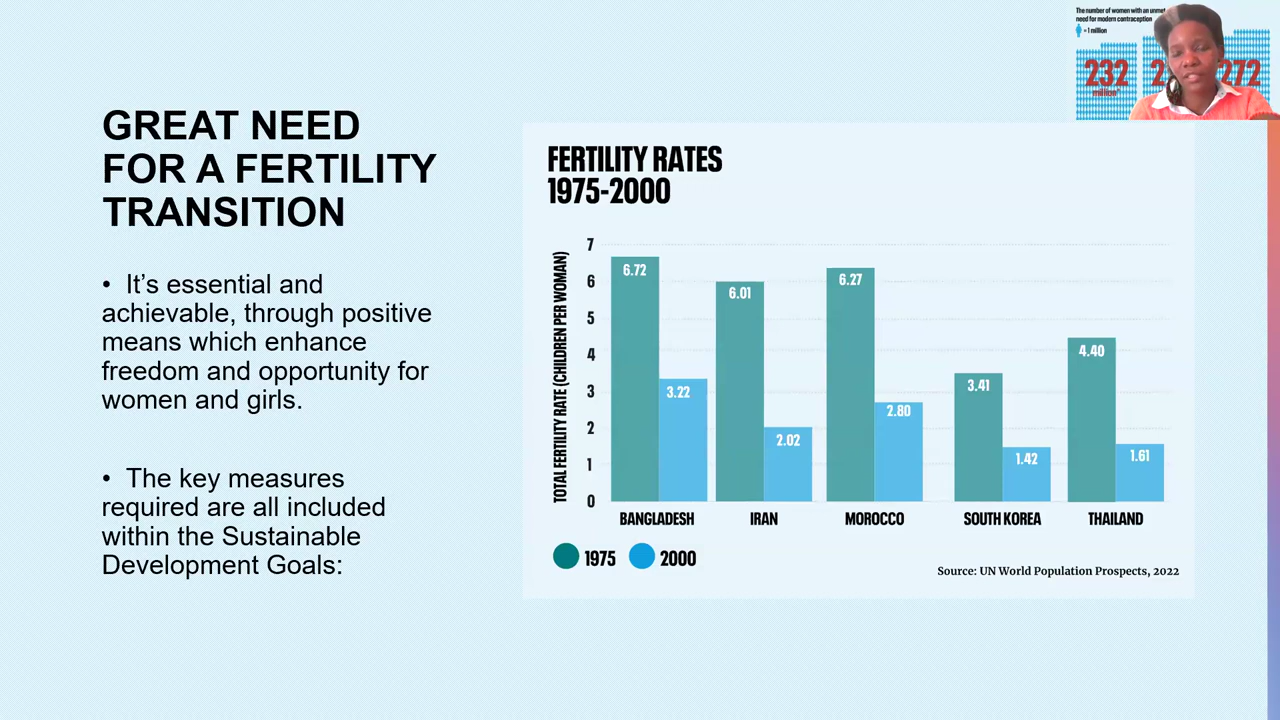 The number of women with an unmet
need for modern contraception
= 1 million
232
million
272
GREAT NEED
FOR A FERTILITY
TRANSITION
• It’s essential and
achievable, through positive
means which enhance
freedom and opportunity for
women and girls.
• The key measures
required are all included
within the Sustainable
Development Goals:
FERTILITY RATES
1975-2000
TOTAL FERTILITY RATE (CHILDREN PER WOMAN)
7
6
5
4
3
2
1
0
6.72
3.22
6.01
2.02
6.27
2.80
3.41
1.42
4.40
1.61
BANGLADESH
IRAN
MOROCCO
SOUTH KOREA
THAILAND
1975
2000
Source: UN World Population Prospects, 2022